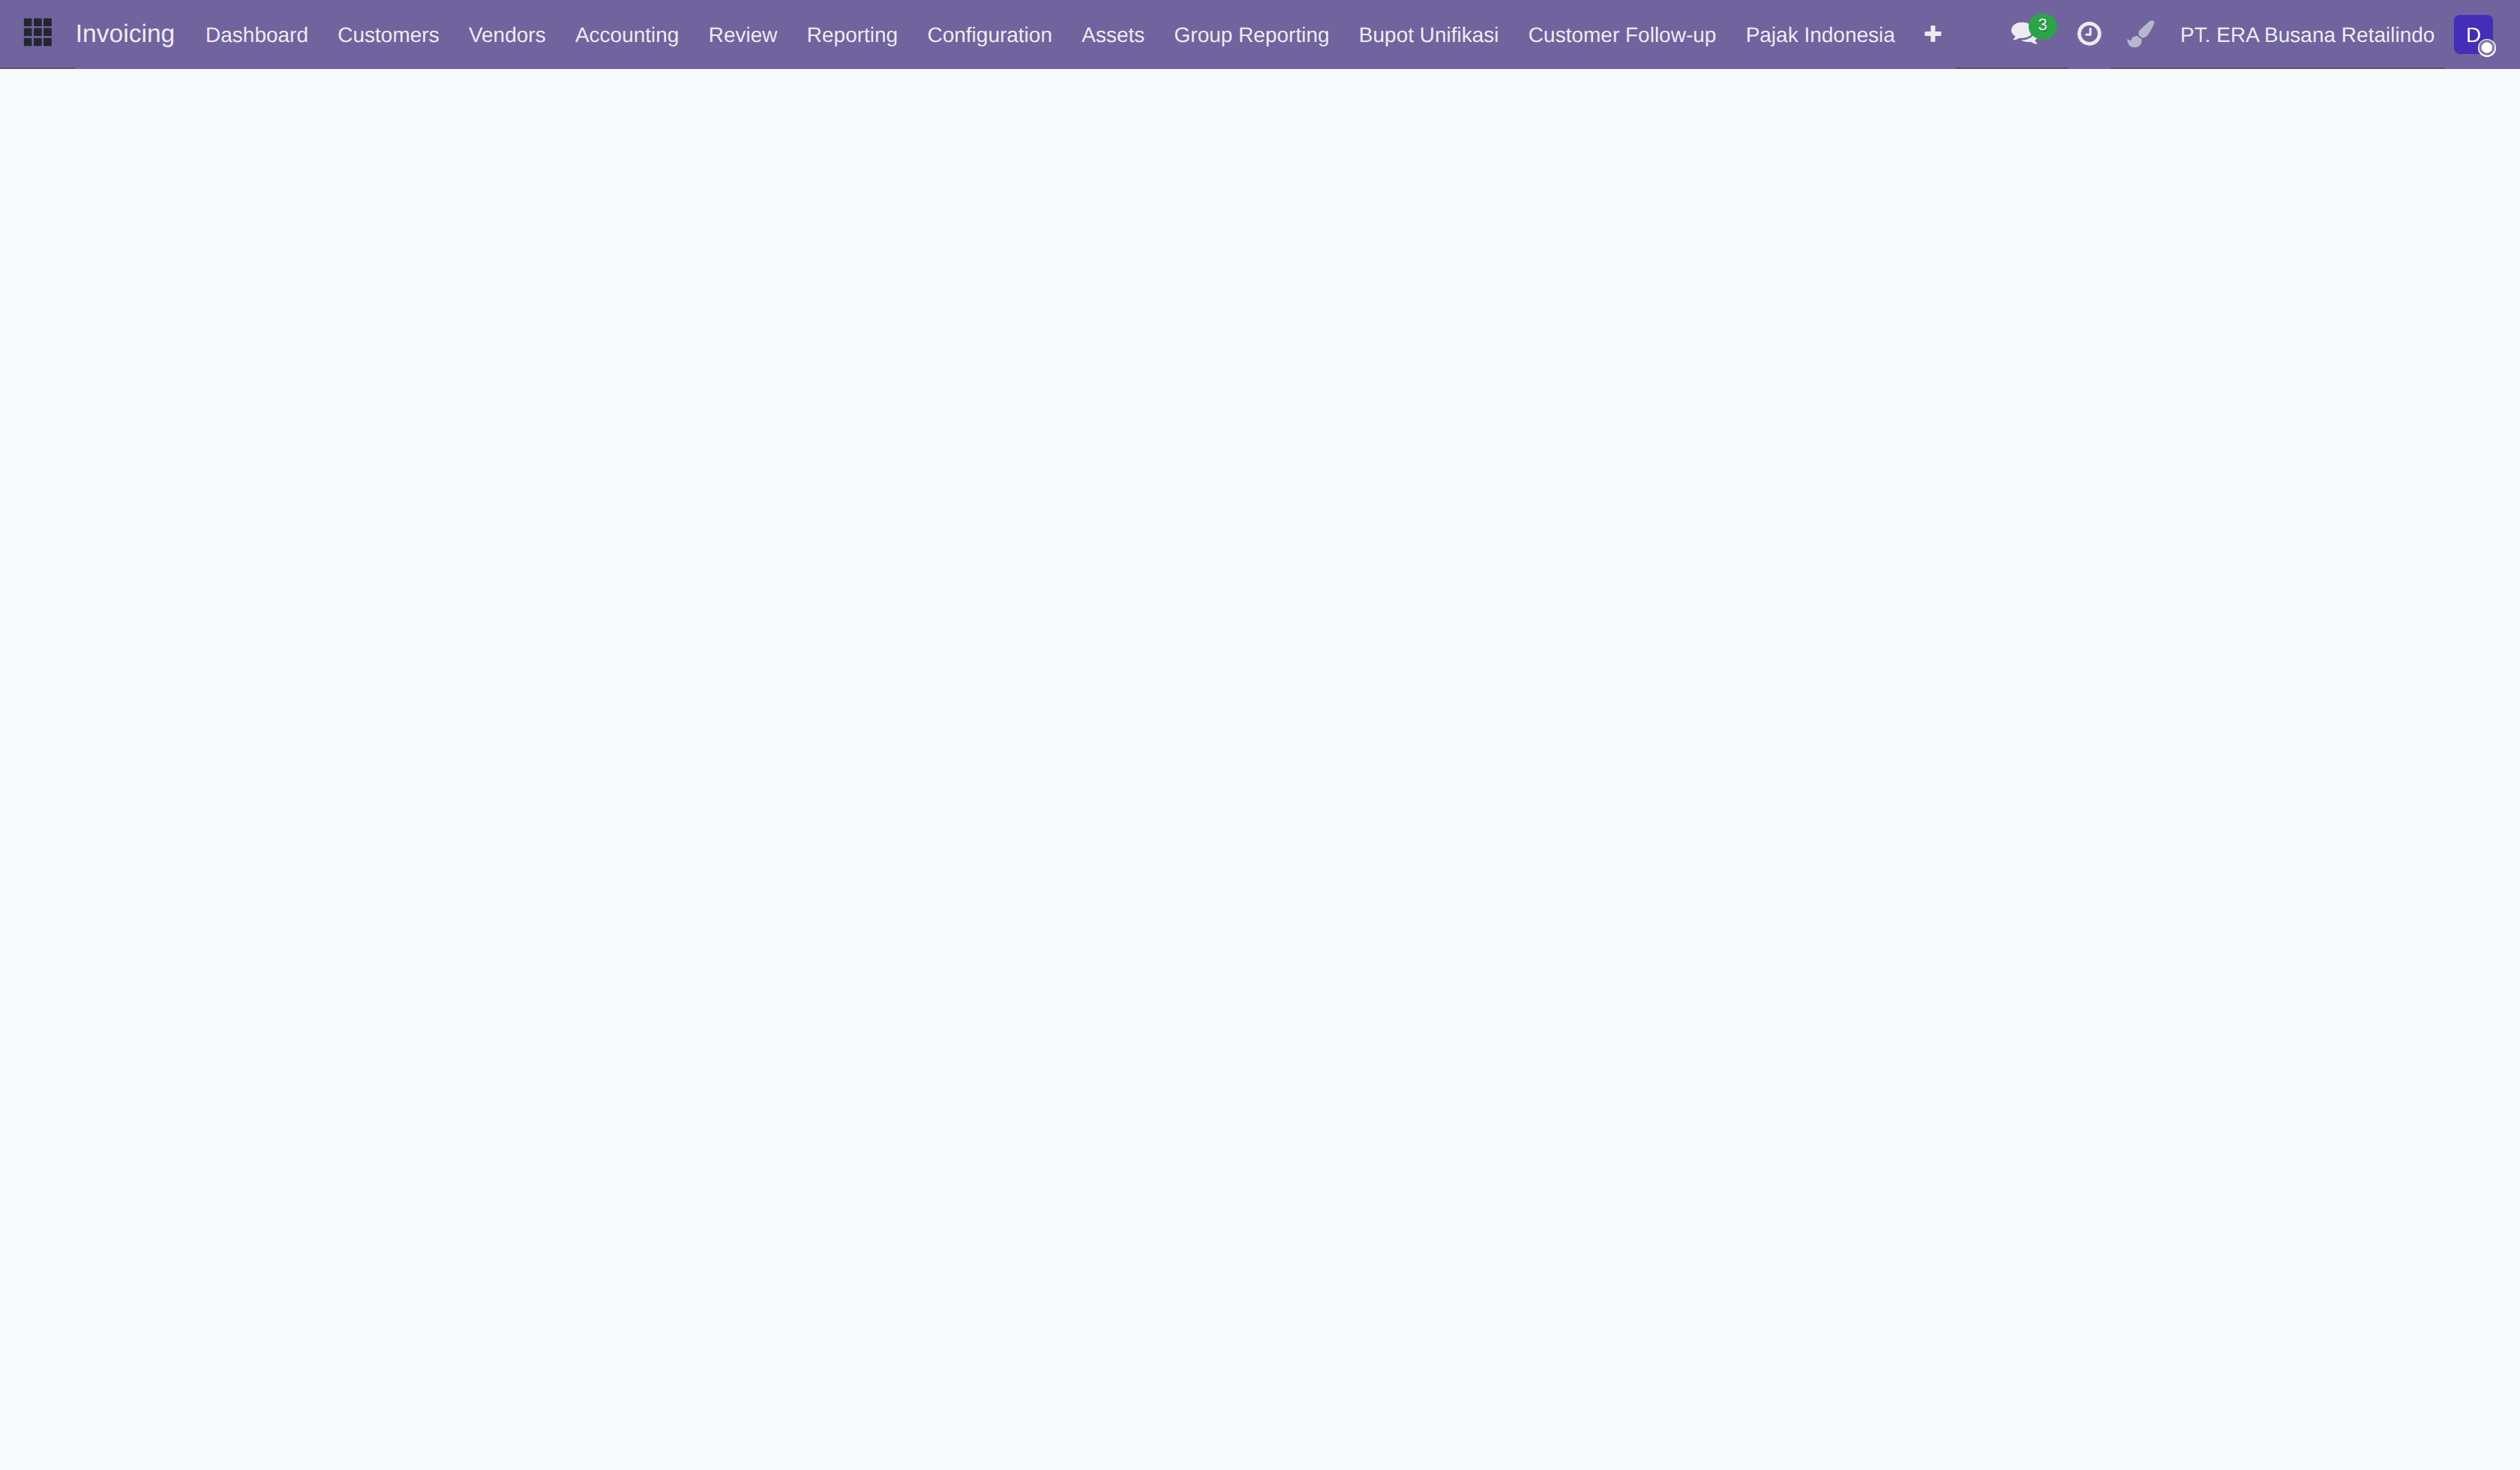 Invoicing Dashboard Customers Vendors Accounting Review Reporting Configuration Assets Group Reporting Bupot Unifikasi Customer Follow-up Pajak Indonesia 3 PT. ERA Busana Retailindo D